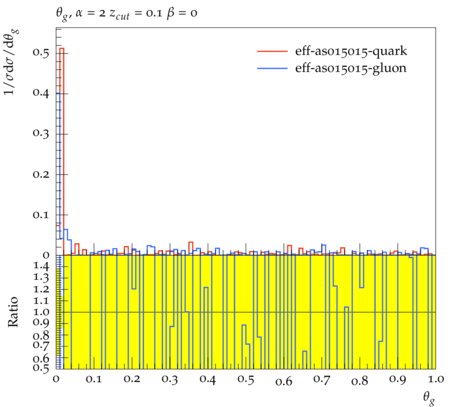 θg, α = 2 zcut = 0.1 β = 0
1/σdσ/dθg
0.5
0.4
0.3
0.2
0.1
0
eff-as015015-quark
eff-as015015-gluon
Ratio
1.4
1.3
1.2
1.1
1.0
0.9
0.8
0.7
0.6
0.5
0 0.1 0.2 0.3 0.4 0.5 0.6 0.7 0.8 0.9 1.0
θg